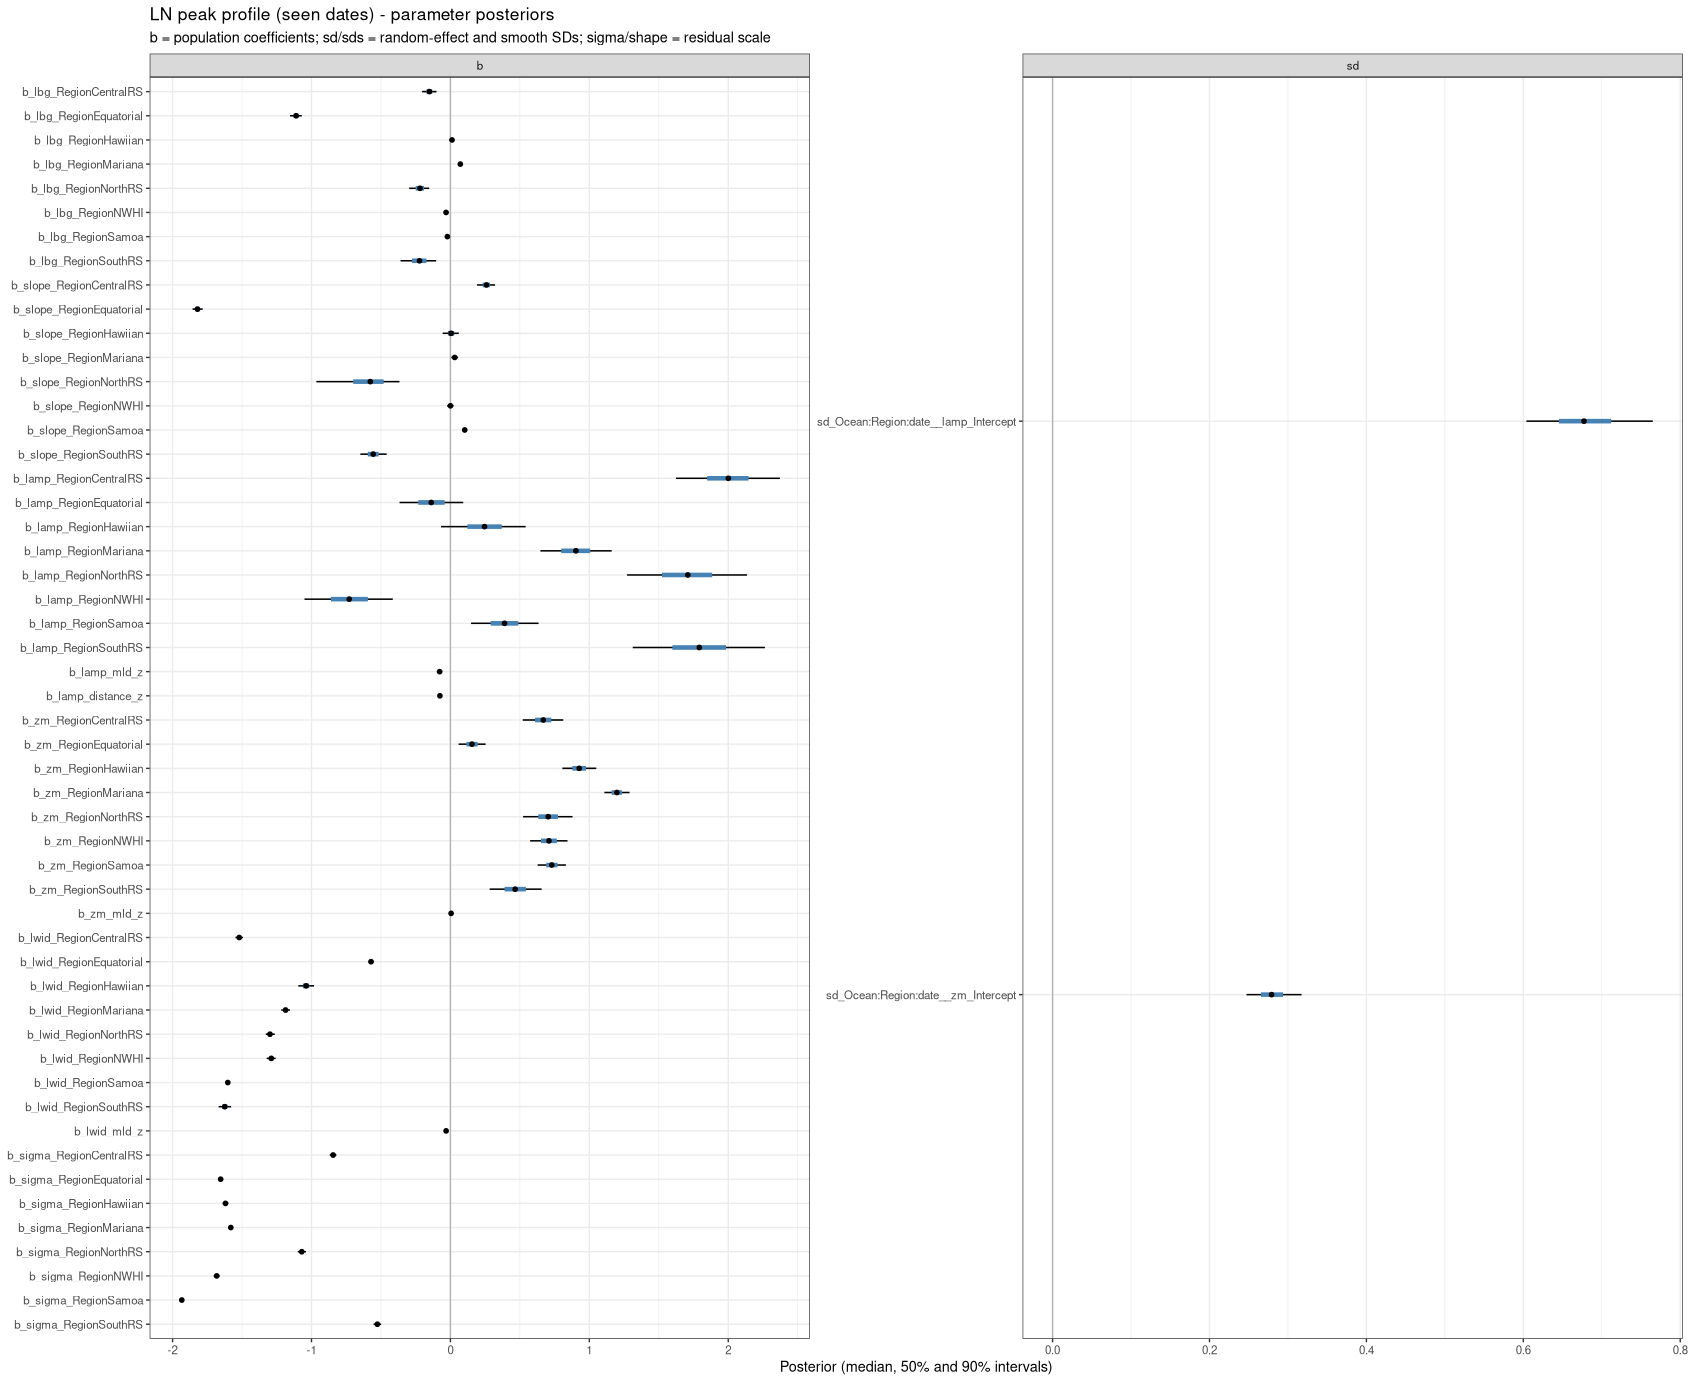 LN peak profile (seen dates) - parameter posteriors
b = population coefficients; sd/sds = random-effect and smooth SDs; sigma/shape = residual scale
b
b_lbg_RegionCentralRS
b_lbg_RegionEquatorial
b_lbg_RegionHawiian
b_lbg_RegionMariana
b_lbg_RegionNorthRS
b_lbg_RegionNWHI
b_lbg_RegionSamoa
b_lbg_RegionSouthRS
b_slope_RegionCentralRS
b_slope_RegionEquatorial
b_slope_RegionHawiian
b_slope_RegionMariana
b_slope_RegionNorthRS
b_slope_RegionNWHI
b_slope_RegionSamoa
b_slope_RegionSouthRS
b_lamp_RegionCentralRS
b_lamp_RegionEquatorial
b_lamp_RegionHawiian
b_lamp_RegionMariana
b_lamp_RegionNorthRS
b_lamp_RegionNWHI
b_lamp_RegionSamoa
b_lamp_RegionSouthRS
b_lamp_mld_z
b_lamp_distance_z
b_zm_RegionCentralRS
b_zm_RegionEquatorial
b_zm_RegionHawiian
b_zm_RegionMariana
b_zm_RegionNorthRS
b_zm_RegionNWHI
b_zm_RegionSamoa
b_zm_RegionSouthRS
b_zm_mld_z
b_lwid_RegionCentralRS
b_lwid_RegionEquatorial
b_lwid_RegionHawiian
b_lwid_RegionMariana
b_lwid_RegionNorthRS
b_lwid_RegionNWHI
b_lwid_RegionSamoa
b_lwid_RegionSouthRS
b_lwid_mld_z
b_sigma_RegionCentralRS
b_sigma_RegionEquatorial
b_sigma_RegionHawiian
b_sigma_RegionMariana
b_sigma_RegionNorthRS
b_sigma_RegionNWHI
b_sigma_RegionSamoa
b_sigma_RegionSouthRS
-2 -1 0 1 2
sd
sd_Ocean:Region:date__lamp_Intercept
sd_Ocean:Region:date__zm_Intercept
0.0 0.2 0.4 0.6 0.8
Posterior (median, 50% and 90% intervals)